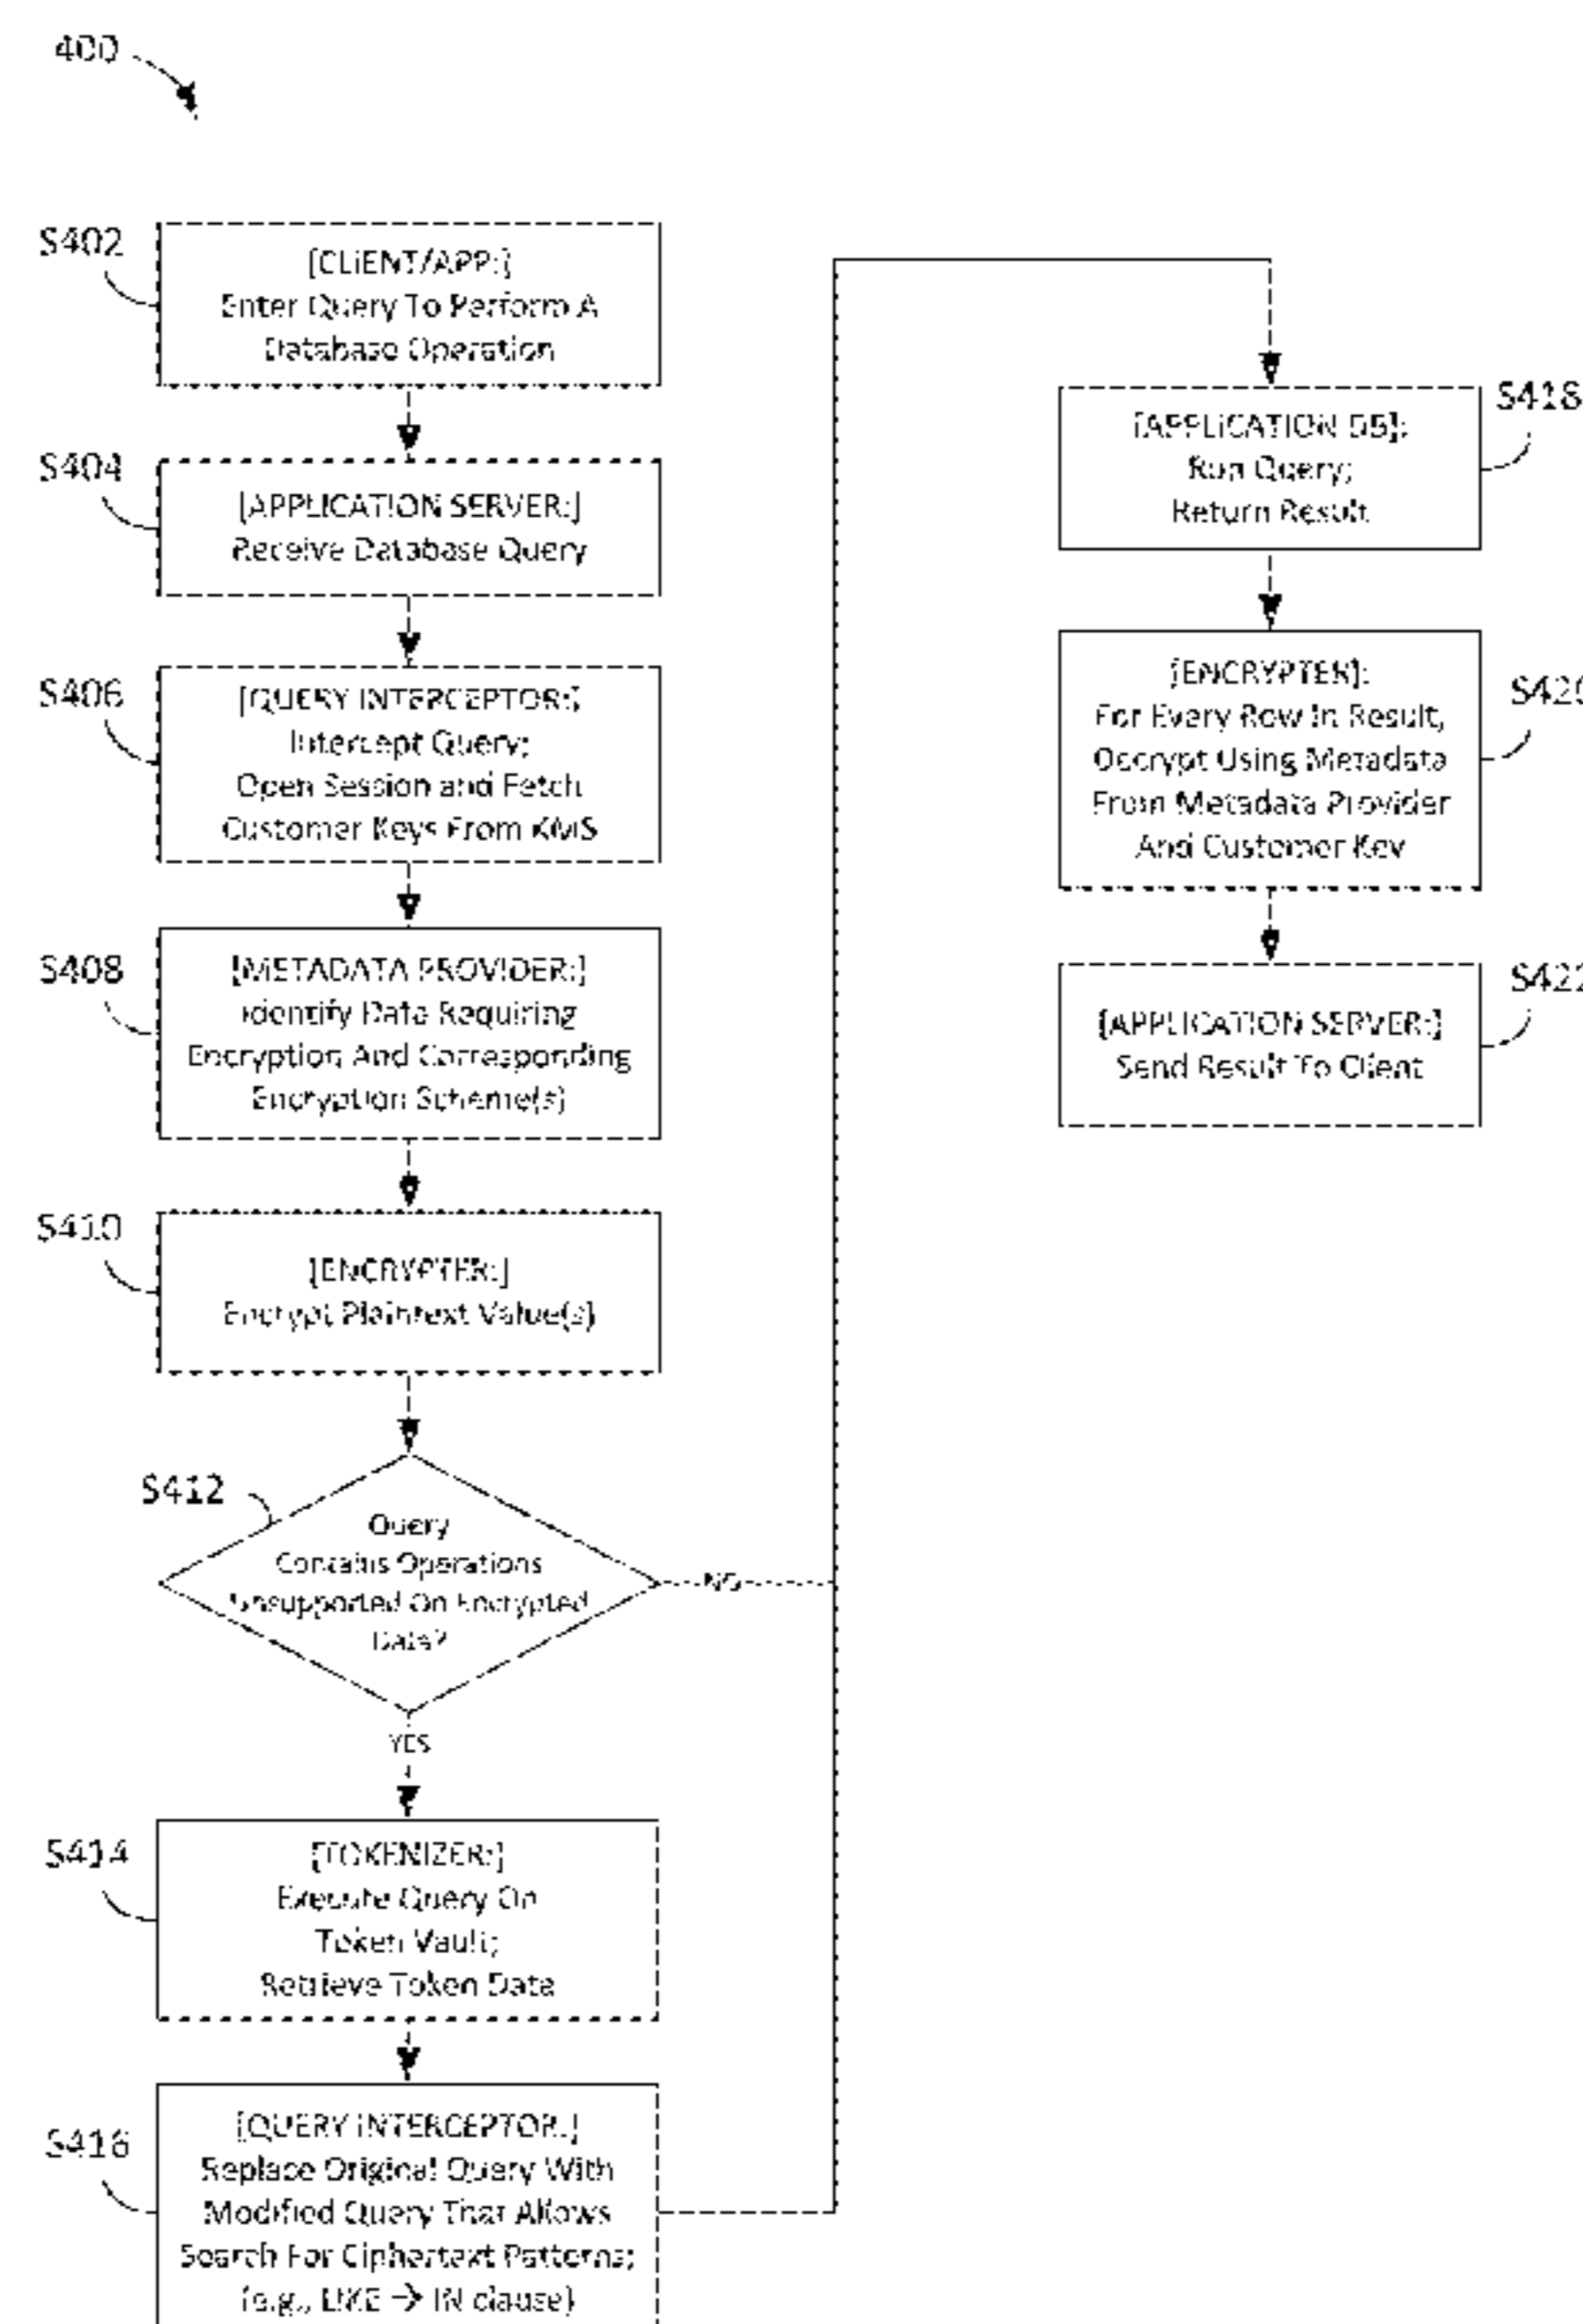 400
S402
[CLIENT/APP:]
Enter Query To Perform A
Database Operation
S404
[APPLICATION SERVER:]
Receive Database Query
S406
[QUERY INTERCEPTOR:]
Intercept Query;
Open Session and Fetch
Customer Keys From KMS
S408
[METADATA PROVIDER:]
Identify Data Requiring
Encryption And Corresponding
Encryption Scheme(s)
S410
[ENCRYPTER:]
Encrypt Plaintext Value(s)
S412
Query
Contains Operations
Unsupported On Encrypted
Data?
NO
YES
S414
[TOKENIZER:]
Execute Query On
Token Vault;
Retrieve Token Data
S416
[QUERY INTERCEPTOR:]
Replace Original Query With
Modified Query That Allows
Search For Ciphertext Patterns;
(e.g., LIKE → IN clause)
S418
[APPLICATION DB]:
Run Query;
Return Result
S420
[ENCRYPTER]:
For Every Row In Result,
Decrypt Using Metadata
From Metadata Provider
And Customer Key
S422
[APPLICATION SERVER:]
Send Result To Client